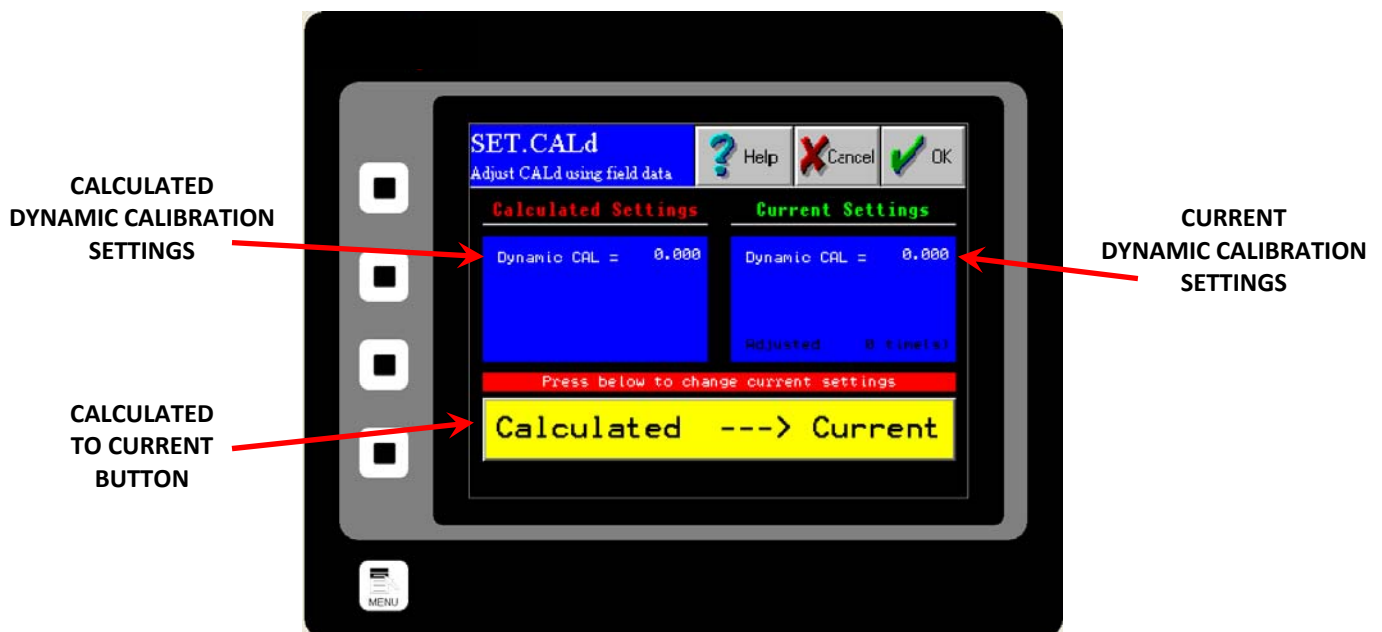 SET.CALd
Adjust CALd using field data
Help
Cancel
OK
CALCULATED
DYNAMIC CALIBRATION
SETTINGS
Calculated Settings
Current Settings
CURRENT
DYNAMIC CALIBRATION
SETTINGS
Dynamic CAL = 0.000
Dynamic CAL = 0.000
Adjusted 0 time(s)
Press below to change current settings
CALCULATED
TO CURRENT
BUTTON
Calculated ---> Current
MENU